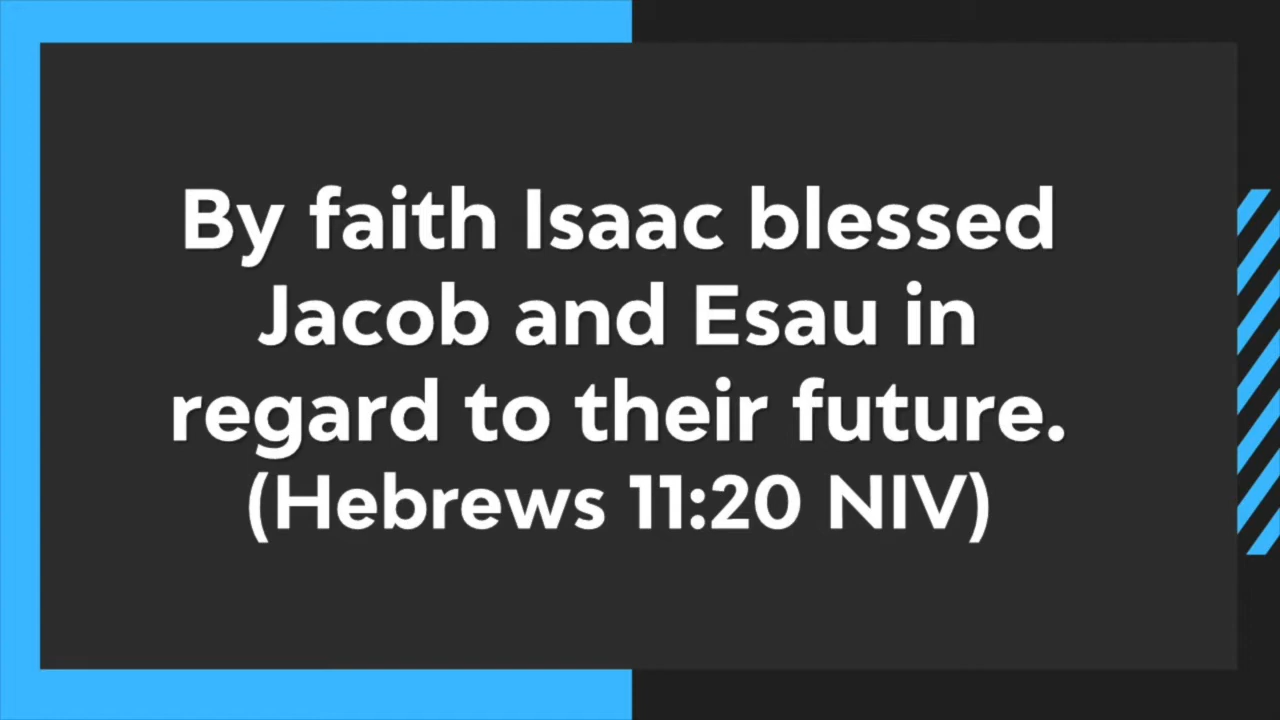 By faith Isaac blessed
Jacob and Esau in
regard to their future.
(Hebrews 11:20 NIV)